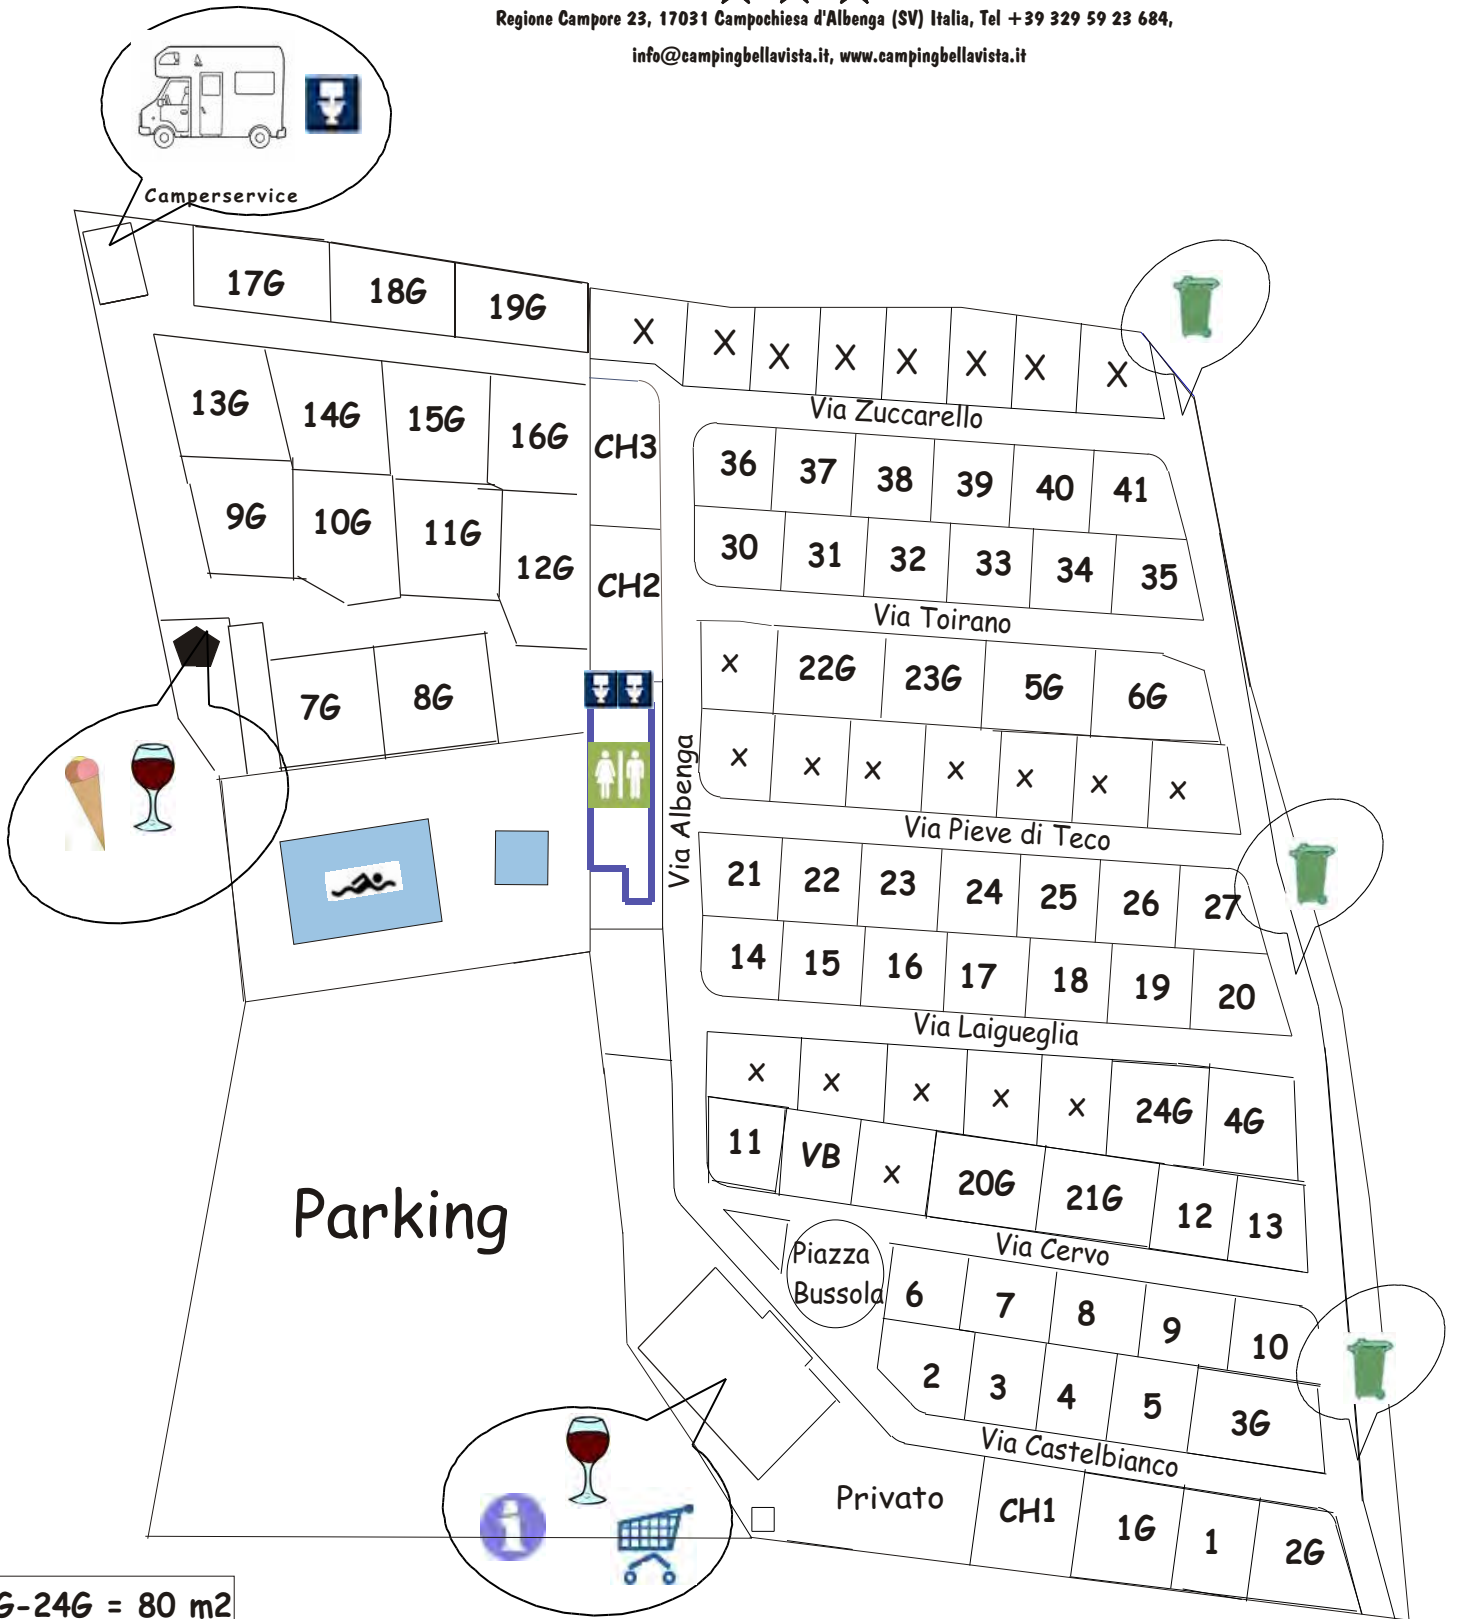 Regione Campore 23, 17031 Campochiesa d'Albenga (SV) Italia, Tel +39 329 59 23 684,
info@campingbellavista.it, www.campingbellavista.it
Camperservice
17G 18G 19G
X X X X X X X X
Via Zuccarello
13G 14G 15G 16G
CH3
36 37 38 39 40 41
9G 10G 11G 12G
CH2
30 31 32 33 34 35
Via Toirano
x 22G 23G 5G 6G
7G 8G
x x x x x x x
Via Albenga
Via Pieve di Teco
21 22 23 24 25 26 27
14 15 16 17 18 19 20
Via Laigueglia
x x x x x 24G 4G
11 VB x 20G 21G 12 13
Parking
Via Cervo
Piazza
Bussola
6 7 8 9 10
2 3 4 5 3G
Via Castelbianco
Privato
CH1 1G 1 2G
G-24G = 80 m2